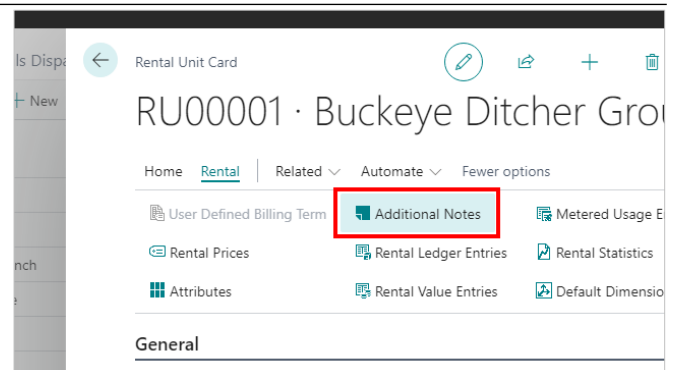 ls Dispa
Rental Unit Card
+ New
RU00001 · Buckeye Ditcher Grou
Home Rental Related Automate Fewer options
User Defined Billing Term Additional Notes Metered Usage E
Rental Prices Rental Ledger Entries Rental Statistics
nch
Attributes Rental Value Entries Default Dimensio
General